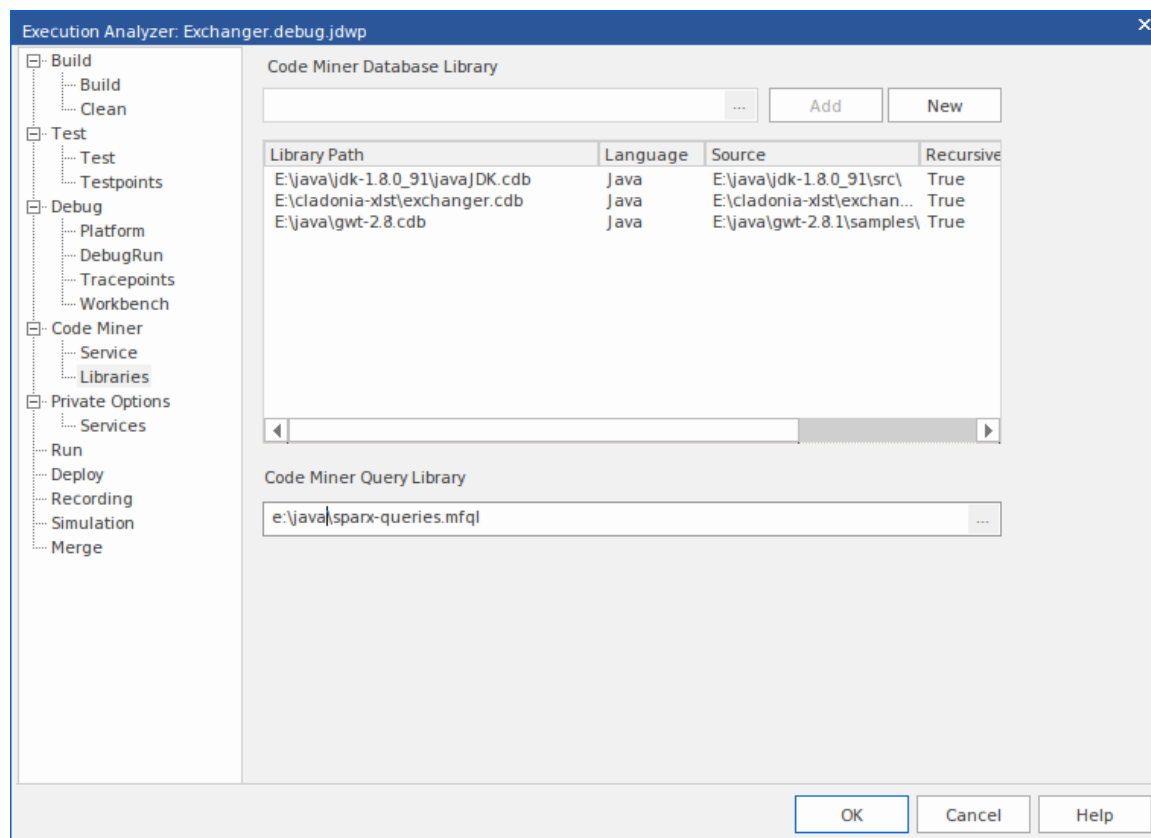 Execution Analyzer: Exchanger.debug.jdwp
Build
Build
Clean
Test
Test
Testpoints
Debug
Platform
DebugRun
Tracepoints
Workbench
Code Miner
Service
Libraries
Private Options
Services
Run
Deploy
Recording
Simulation
Merge
Code Miner Database Library
... Add New
Library Path Language Source Recursive
E:\java\jdk-1.8.0_91\javaJDK.cdb Java E:\java\jdk-1.8.0_91\src\ True
E:\cladonia-xlst\exchanger.cdb Java E:\cladonia-xlst\exchan... True
E:\java\gwt-2.8.cdb Java E:\java\gwt-2.8.1\samples\ True
Code Miner Query Library
e:\java\sparx-queries.mfql ...
OK Cancel Help